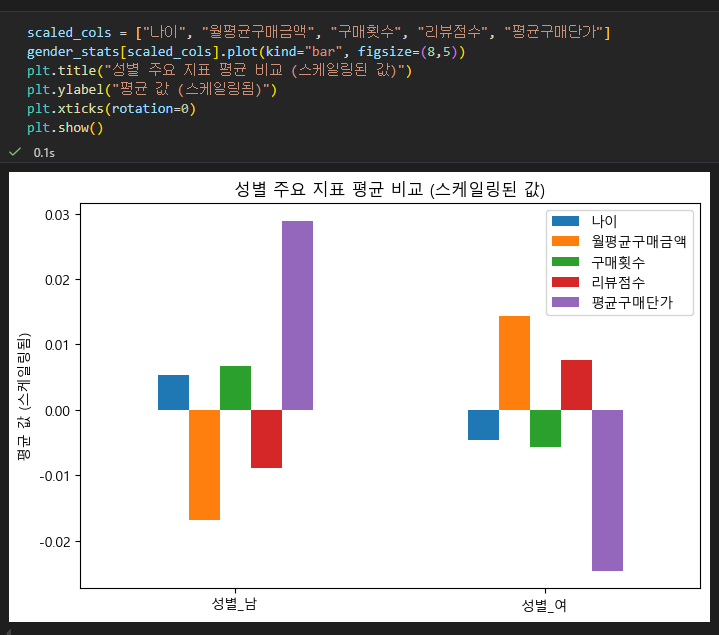 scaled_cols = ["나이", "월평균구매금액", "구매횟수", "리뷰점수", "평균구매단가"]
gender_stats[scaled_cols].plot(kind="bar", figsize=(8,5))
plt.title("성별 주요 지표 평균 비교 (스케일링된 값)")
plt.ylabel("평균 값 (스케일링됨)")
plt.xticks(rotation=0)
plt.show()
0.1s
성별 주요 지표 평균 비교 (스케일링된 값)
나이
월평균구매금액
구매횟수
리뷰점수
평균구매단가
평균 값 (스케일링됨)
0.03
0.02
0.01
0.00
-0.01
-0.02
성별_남
성별_여